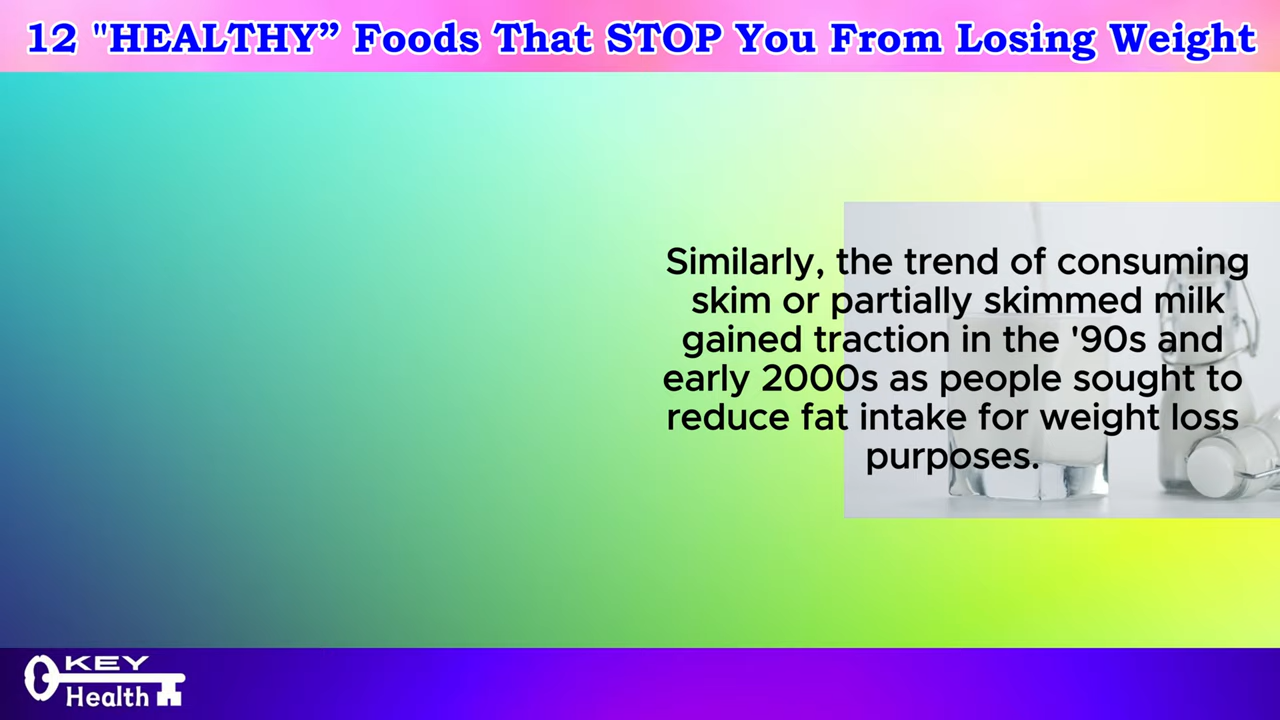 12 "HEALTHY” Foods That STOP You From Losing Weight
Similarly, the trend of consuming
skim or partially skimmed milk
gained traction in the '90s and
early 2000s as people sought to
reduce fat intake for weight loss
purposes.
KEY
Health